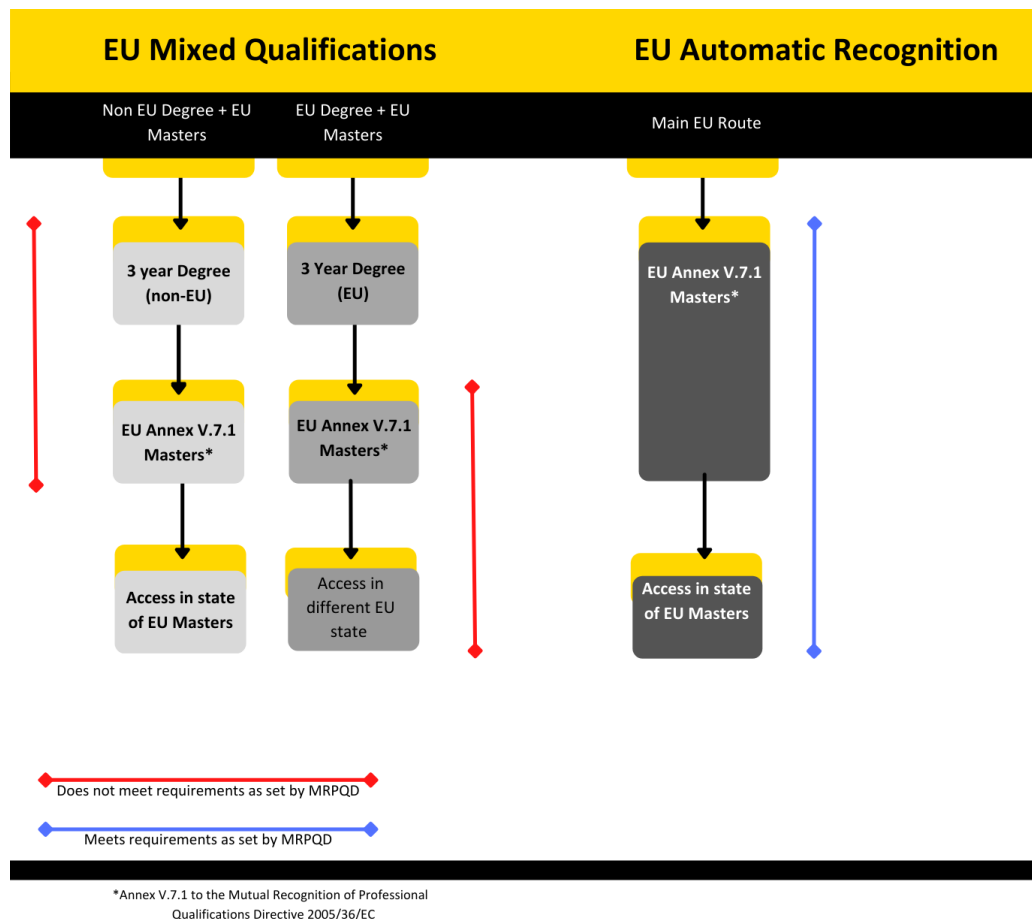 EU Mixed Qualifications
EU Automatic Recognition
Non EU Degree + EU
Masters
EU Degree + EU
Masters
Main EU Route
3 year Degree
(non-EU)
3 Year Degree
(EU)
EU Annex V.7.1
Masters*
EU Annex V.7.1
Masters*
EU Annex V.7.1
Masters*
Access in state
of EU Masters
Access in
different EU
state
Access in state
of EU Masters
Does not meet requirements as set by MRPQD
Meets requirements as set by MRPQD
*Annex V.7.1 to the Mutual Recognition of Professional
Qualifications Directive 2005/36/EC